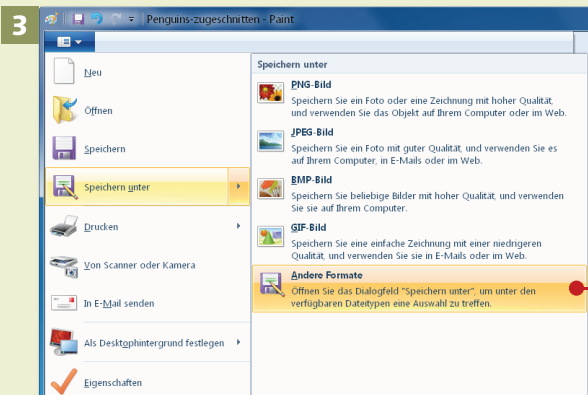 3
Penguins-zugeschnitten - Paint
Neu
Öffnen
Speichern
Speichern unter
Drucken
Von Scanner oder Kamera
In E-Mail senden
Als Desktophintergrund festlegen
Eigenschaften
Speichern unter
PNG-Bild
Speichern Sie ein Foto oder eine Zeichnung mit hoher Qualität,
und verwenden Sie das Objekt auf Ihrem Computer oder im Web.
JPEG-Bild
Speichern Sie ein Foto mit guter Qualität, und verwenden Sie es
auf Ihrem Computer, in E-Mails oder im Web.
BMP-Bild
Speichern Sie beliebige Bilder mit hoher Qualität, und verwenden
Sie sie auf Ihrem Computer.
GIF-Bild
Speichern Sie eine einfache Zeichnung mit einer niedrigeren
Qualität, und verwenden Sie sie in E-Mails oder im Web.
Andere Formate
Öffnen Sie das Dialogfeld "Speichern unter", um unter den
verfügbaren Dateitypen eine Auswahl zu treffen.